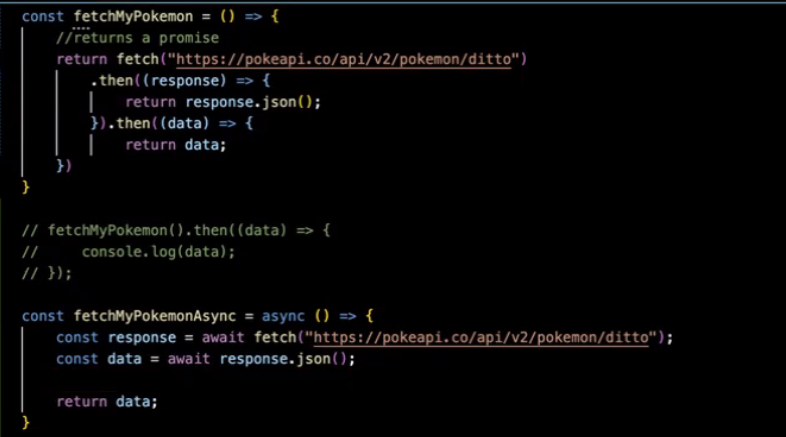 const fetchMyPokemon = () => {
    //returns a promise
    return fetch("https://pokeapi.co/api/v2/pokemon/ditto")
        .then((response) => {
            return response.json();
        }).then((data) => {
            return data;
    })
}
// fetchMyPokemon().then((data) => {
//     console.log(data);
// });
const fetchMyPokemonAsync = async () => {
    const response = await fetch("https://pokeapi.co/api/v2/pokemon/ditto");
    const data = await response.json();
    return data;
}